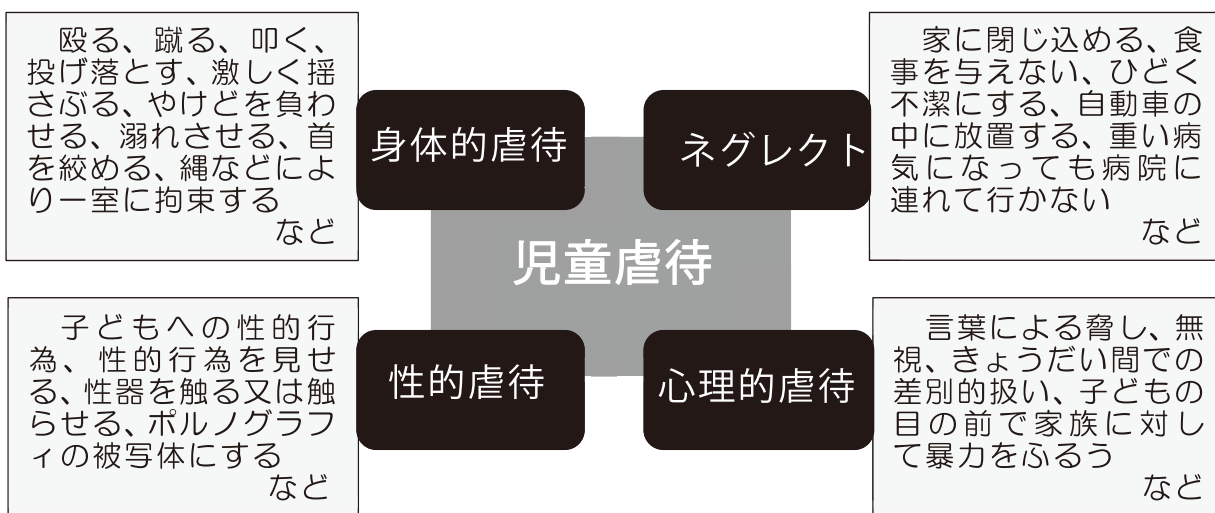 殴る、蹴る、叩く、
投げ落とす、激しく揺
さぶる、やけどを負わ
せる、溺れさせる、首
を絞める、縄などによ
り一室に拘束する
など
身体的虐待
ネグレクト
家に閉じ込める、食
事を与えない、ひどく
不潔にする、自動車の
中に放置する、重い病
気になっても病院に
連れて行かない
など
児童虐待
子どもへの性的行
為、性的行為を見せ
る、性器を触る又は触
らせる、ポルノグラフ
ィの被写体にする
など
性的虐待
心理的虐待
言葉による脅し、無
視、きょうだい間での
差別的扱い、子どもの
目の前で家族に対し
て暴力をふるう
など